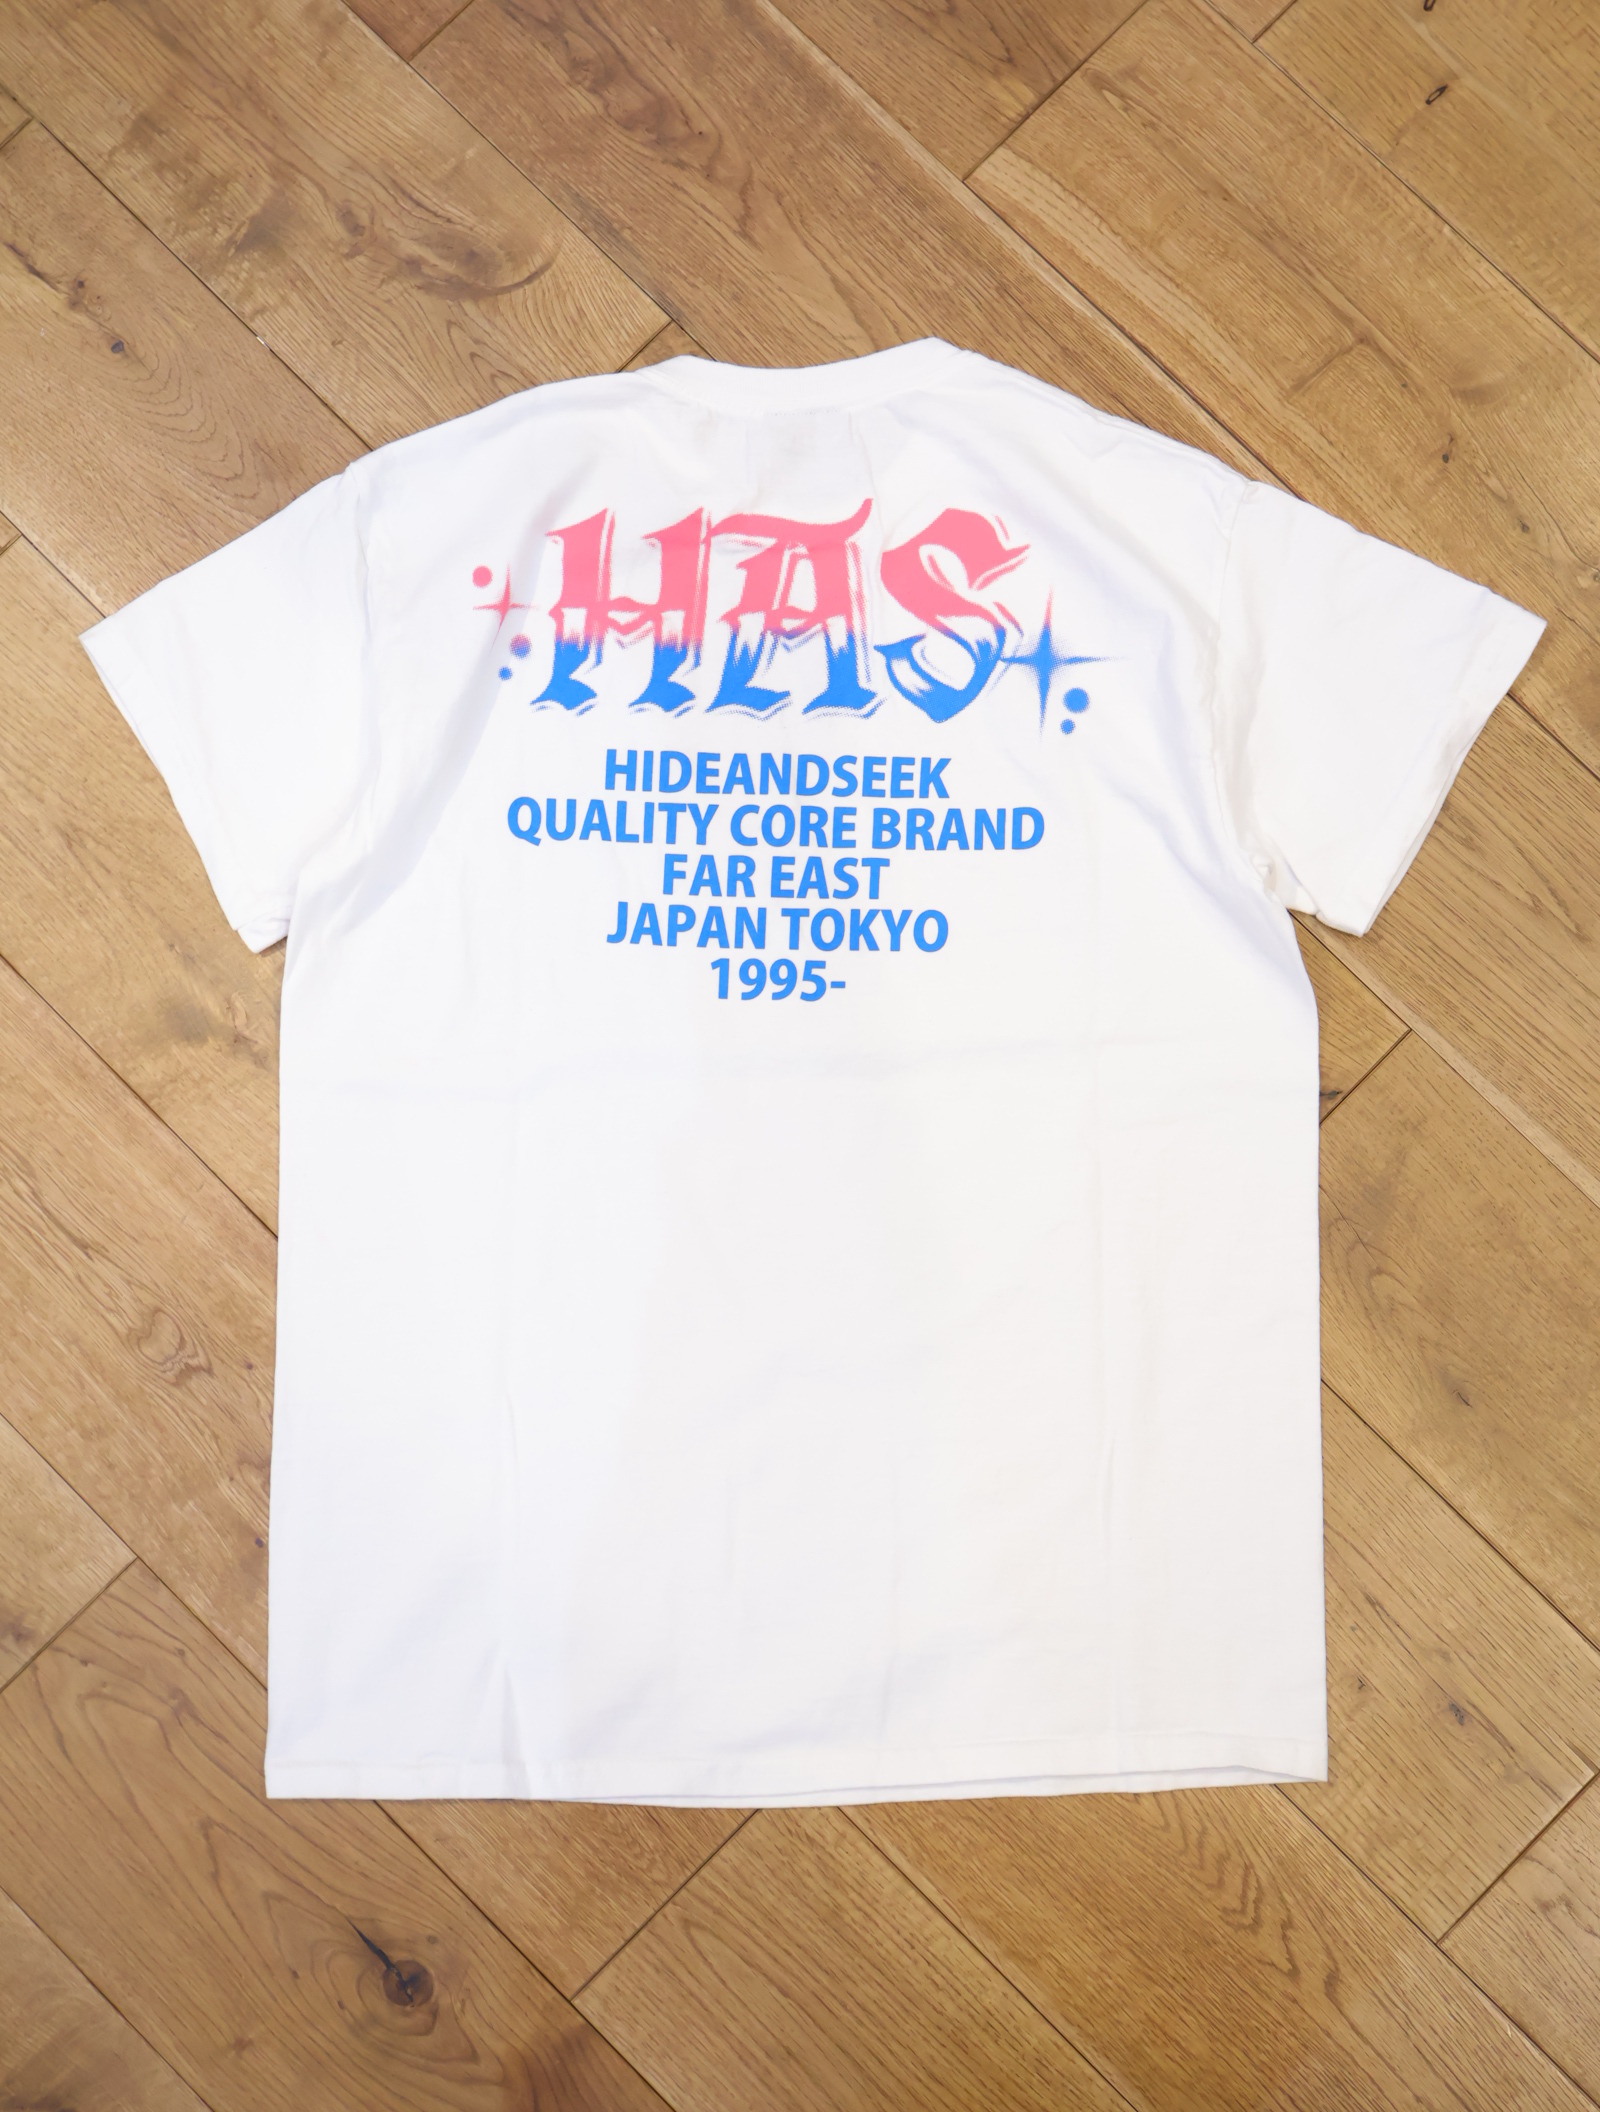 HAS
HIDEANDSEEK
QUALITY CORE BRAND
FAR EAST
JAPAN TOKYO
1995-